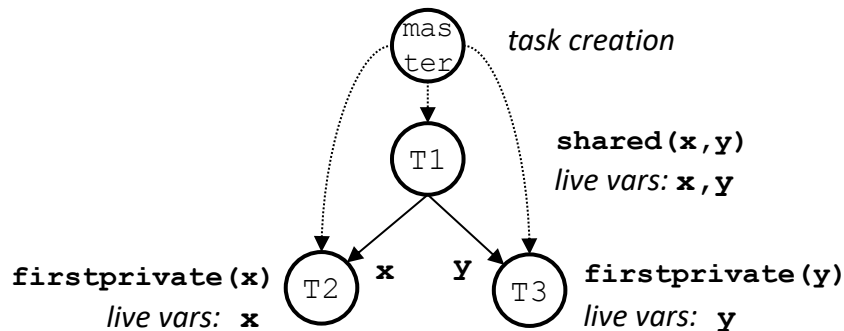 mas
ter
task creation
T1
shared(x,y)
live vars: x,y
firstprivate(x)
live vars: x
T2
x
y
T3
firstprivate(y)
live vars: y